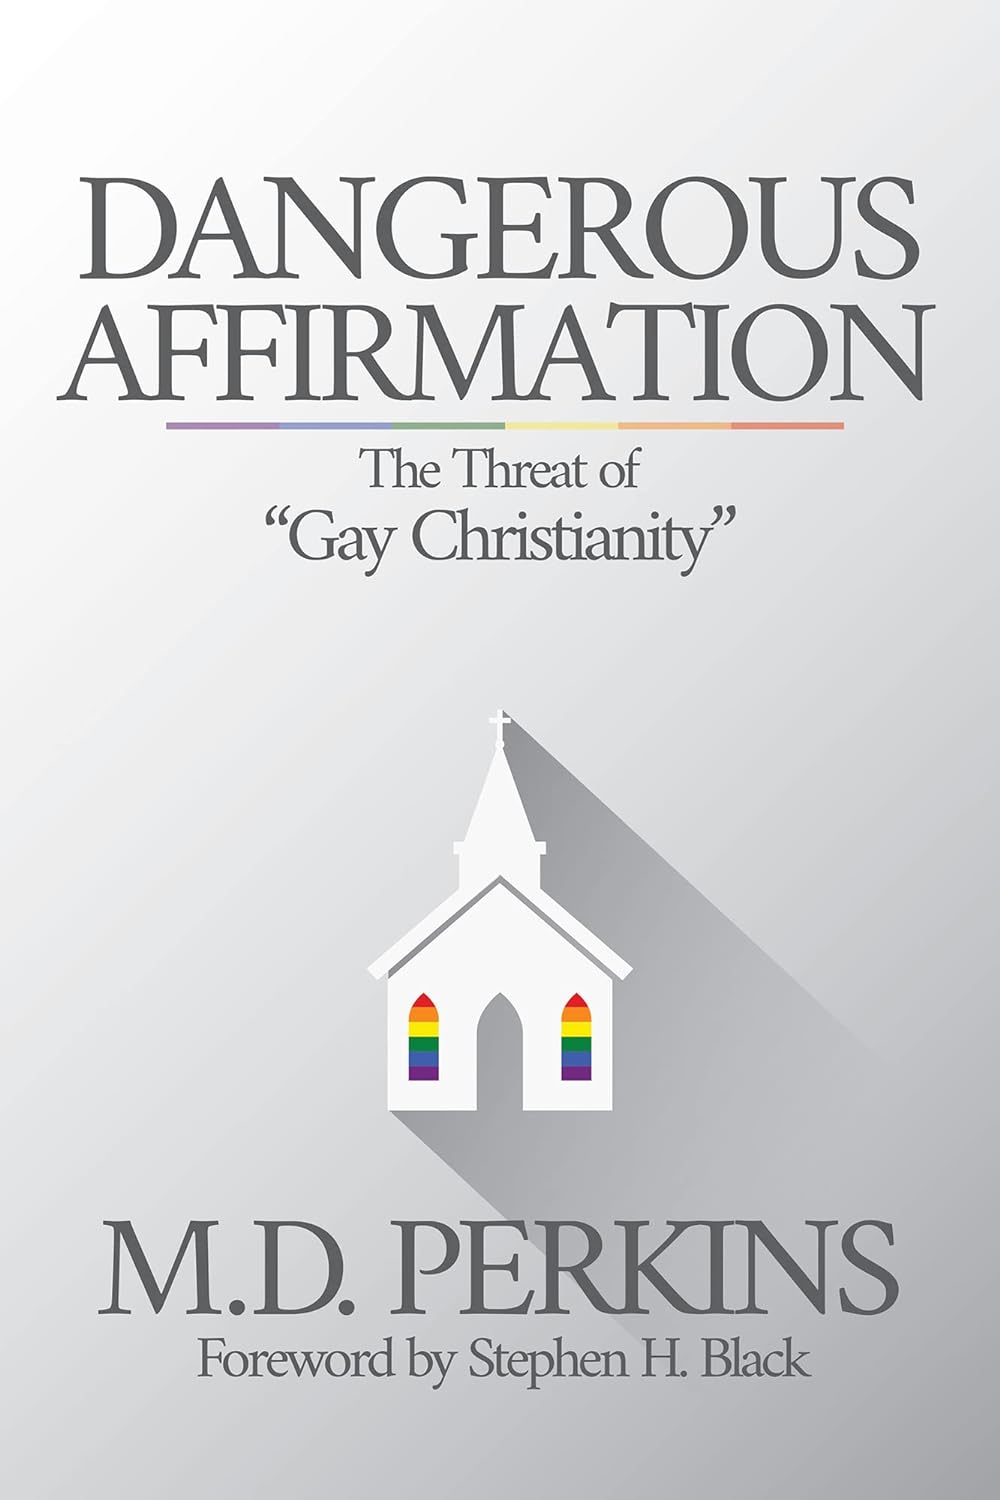 DANGEROUS
AFFIRMATION
The Threat of
“Gay Christianity”
M.D. PERKINS
Foreword by Stephen H. Black